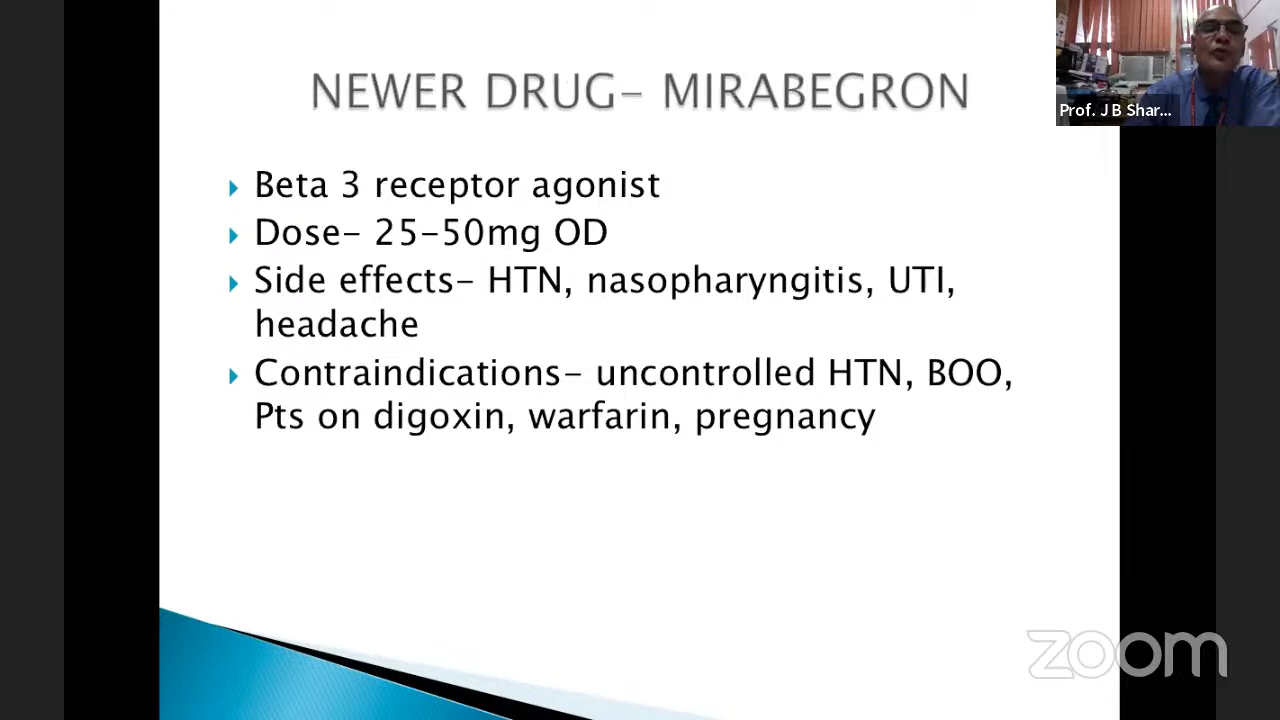 NEWER DRUG- MIRABEGRON
Prof. J B Shar...
Beta 3 receptor agonist
Dose- 25-50mg OD
Side effects- HTN, nasopharyngitis, UTI,
headache
Contraindications- uncontrolled HTN, BOO,
Pts on digoxin, warfarin, pregnancy
zoom